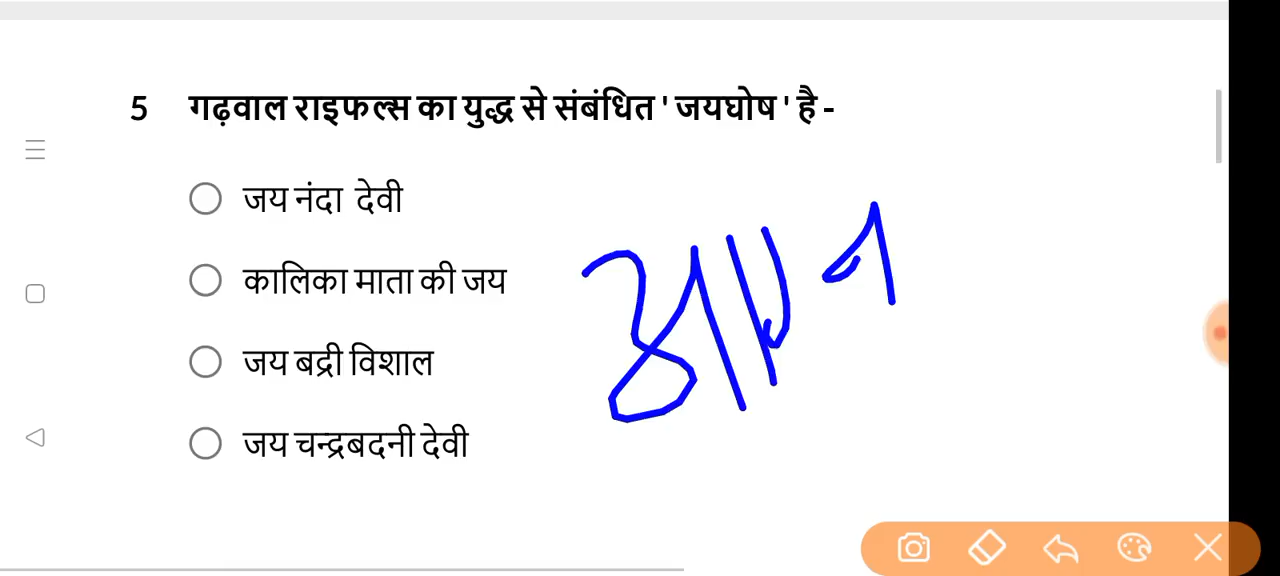 5 गढ़वाल राइफल्स का युद्ध से संबंधित ' जयघोष ' है -
जय नंदा देवी
कालिका माता की जय
जय बद्री विशाल
जय चन्द्रबदनी देवी